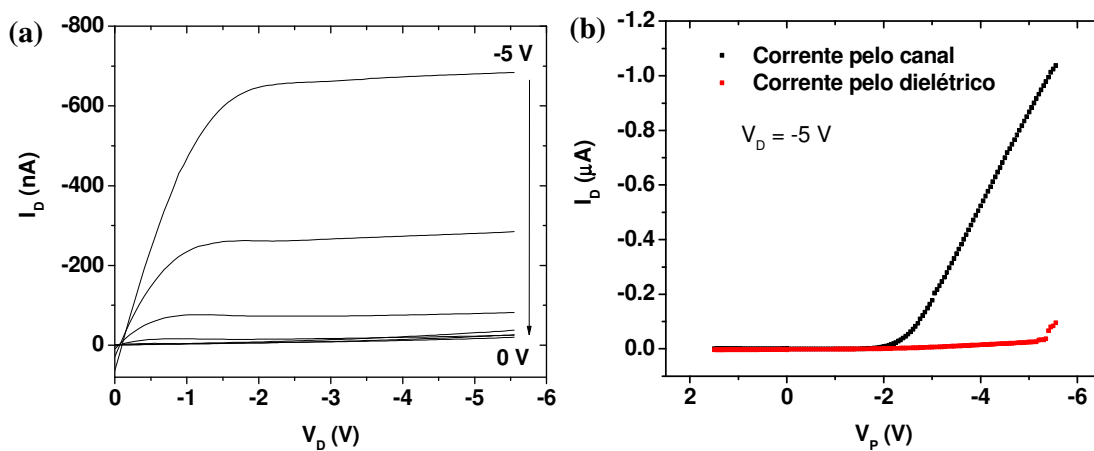 (a)
-800
-600
-400
-200
0
I_D (nA)
-5 V
0 V
0 -1 -2 -3 -4 -5 -6
V_D (V)
(b)
-1.2
-1.0
-0.8
-0.6
-0.4
-0.2
0.0
I_D (µA)
Corrente pelo canal
Corrente pelo dielétrico
V_D = -5 V
2 0 -2 -4 -6
V_P (V)